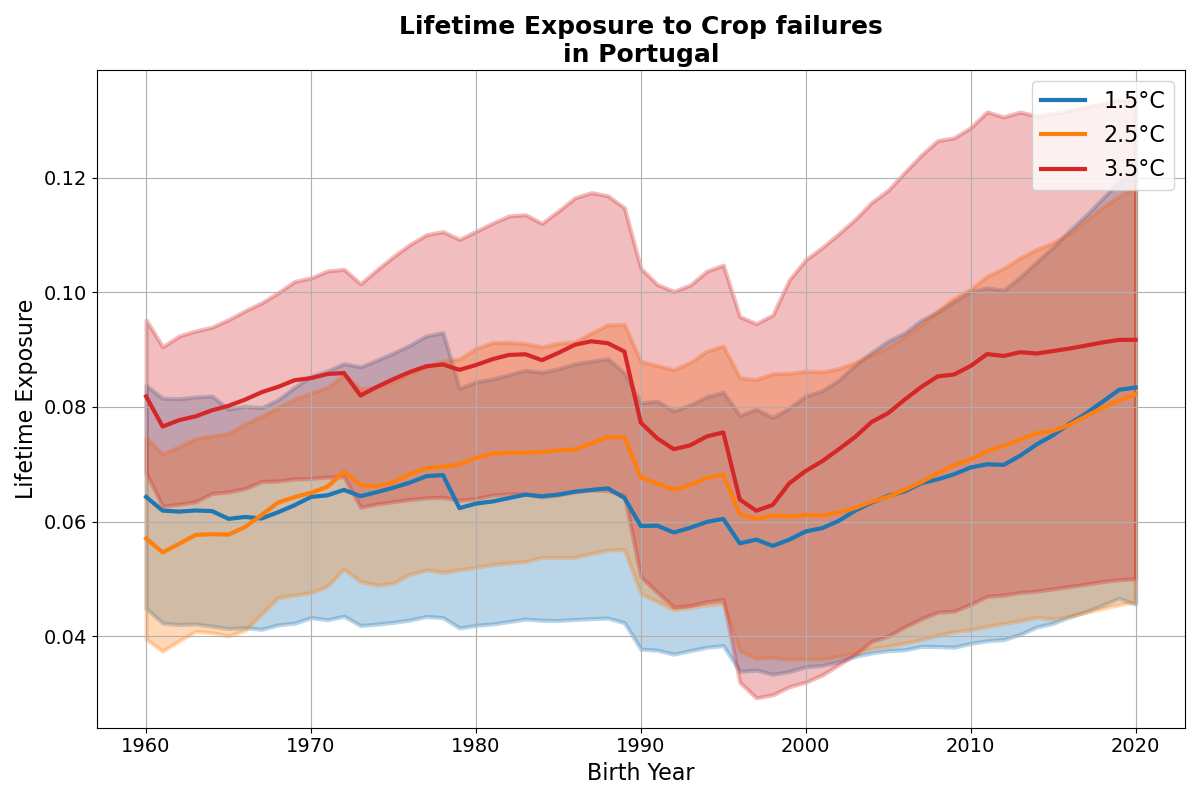 Lifetime Exposure to Crop failures
in Portugal
1.5°C
2.5°C
3.5°C
Lifetime Exposure
0.12
0.10
0.08
0.06
0.04
1960 1970 1980 1990 2000 2010 2020
Birth Year